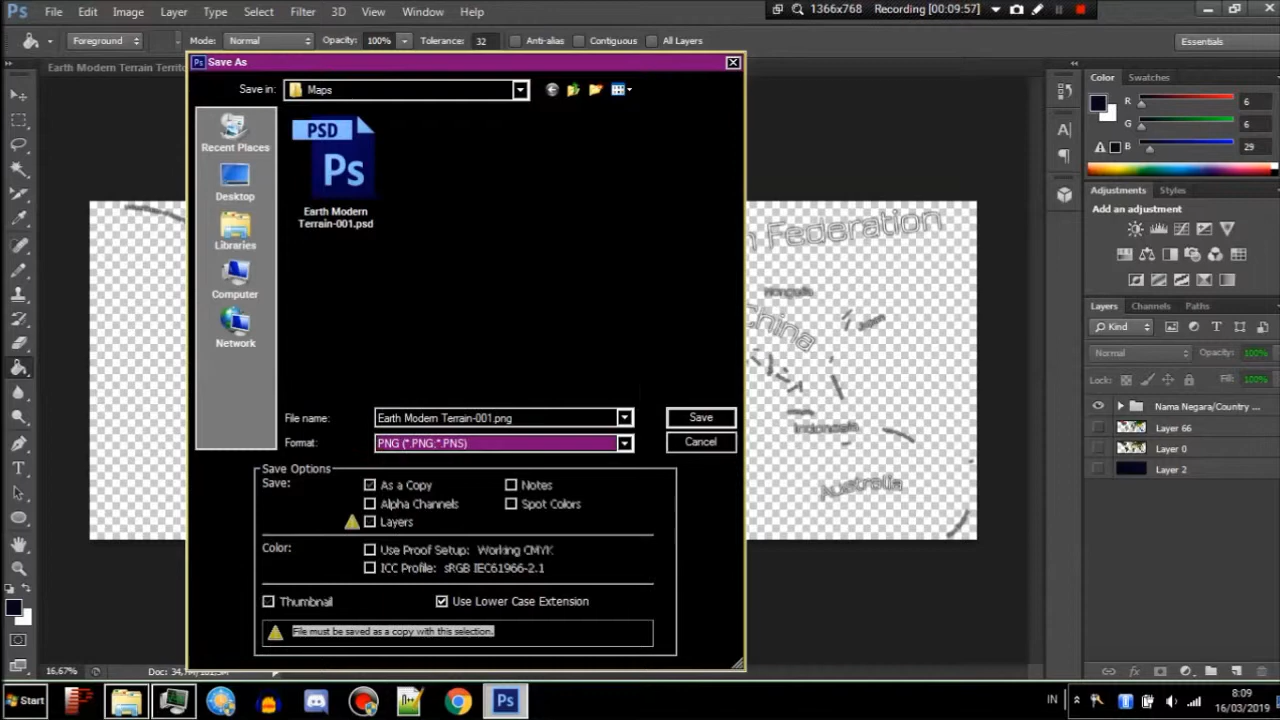 Ps File Edit Image Layer Type Select Filter 3D View Window Help
1366x768 Recording [00:09:57]
Foreground Mode: Normal Opacity: 100% Tolerance: 32 Anti-alias Contiguous All Layers Essentials
Earth Modern Terrain Territo
Ps Save As
Save in: Maps
Recent Places
Desktop
Libraries
Computer
Network
PSD
Ps
Earth Modern
Terrain-001.psd
File name: Earth Modern Terrain-001.png Save
Format: PNG (*.PNG;*.PNS) Cancel
Save Options
Save: As a Copy Notes
Alpha Channels Spot Colors
Layers
Color: Use Proof Setup: Working CMYK
ICC Profile: sRGB IEC61966-2.1
Thumbnail Use Lower Case Extension
File must be saved as a copy with this selection.
Federation
Mongolia
China
Japan
Indonesia
Australia
Color Swatches
R 6
G 6
B 29
Adjustments Styles
Add an adjustment
Layers Channels Paths
Kind
Normal Opacity: 100%
Lock: Fill: 100%
Nama Negara/Country ...
Layer 66
Layer 0
Layer 2
16,67%
Start
Ps
IN
8:09
16/03/2019